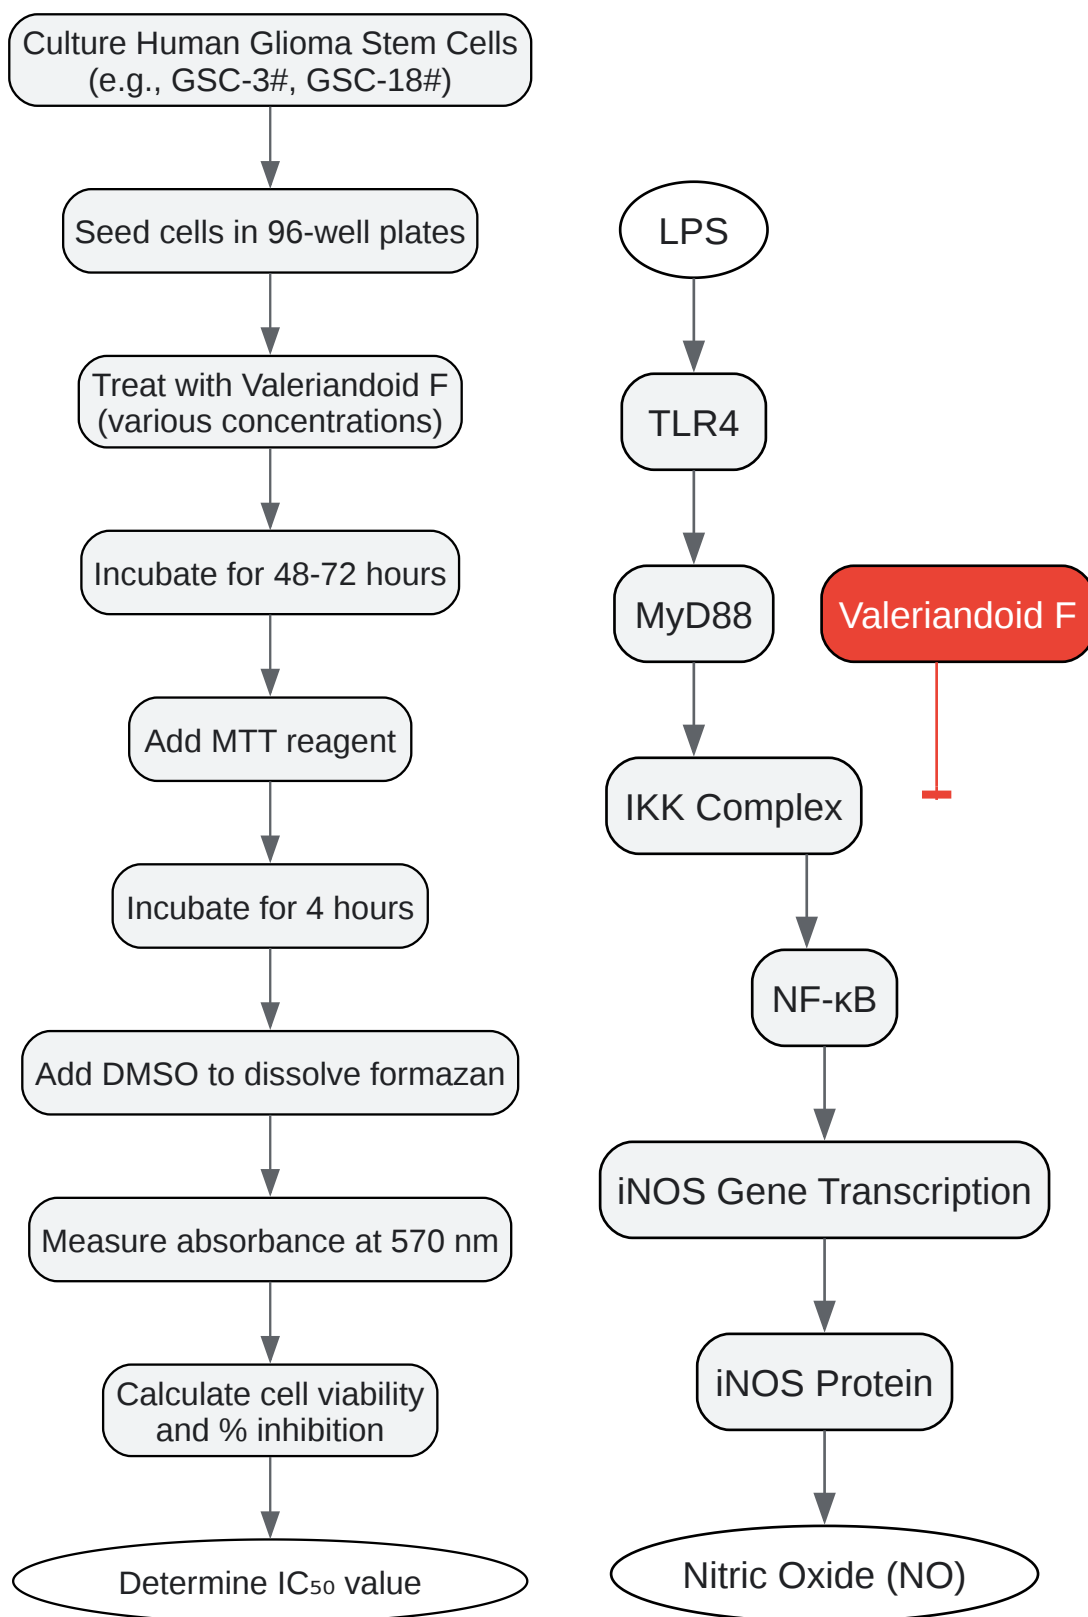 Culture Human Glioma Stem Cells
(e.g., GSC-3#, GSC-18#)
Seed cells in 96-well plates
Treat with Valeriandoid F
(various concentrations)
Incubate for 48-72 hours
Add MTT reagent
Incubate for 4 hours
Add DMSO to dissolve formazan
Measure absorbance at 570 nm
Calculate cell viability
and % inhibition
Determine IC₅₀ value
LPS
TLR4
MyD88
Valeriandoid F
IKK Complex
NF-κB
iNOS Gene Transcription
iNOS Protein
Nitric Oxide (NO)